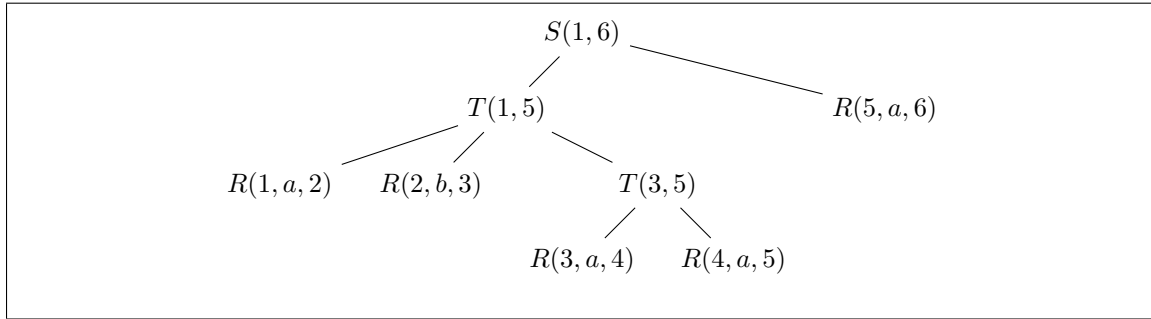 S(1, 6)
T(1, 5) R(5, a, 6)
R(1, a, 2) R(2, b, 3) T(3, 5)
R(3, a, 4) R(4, a, 5)